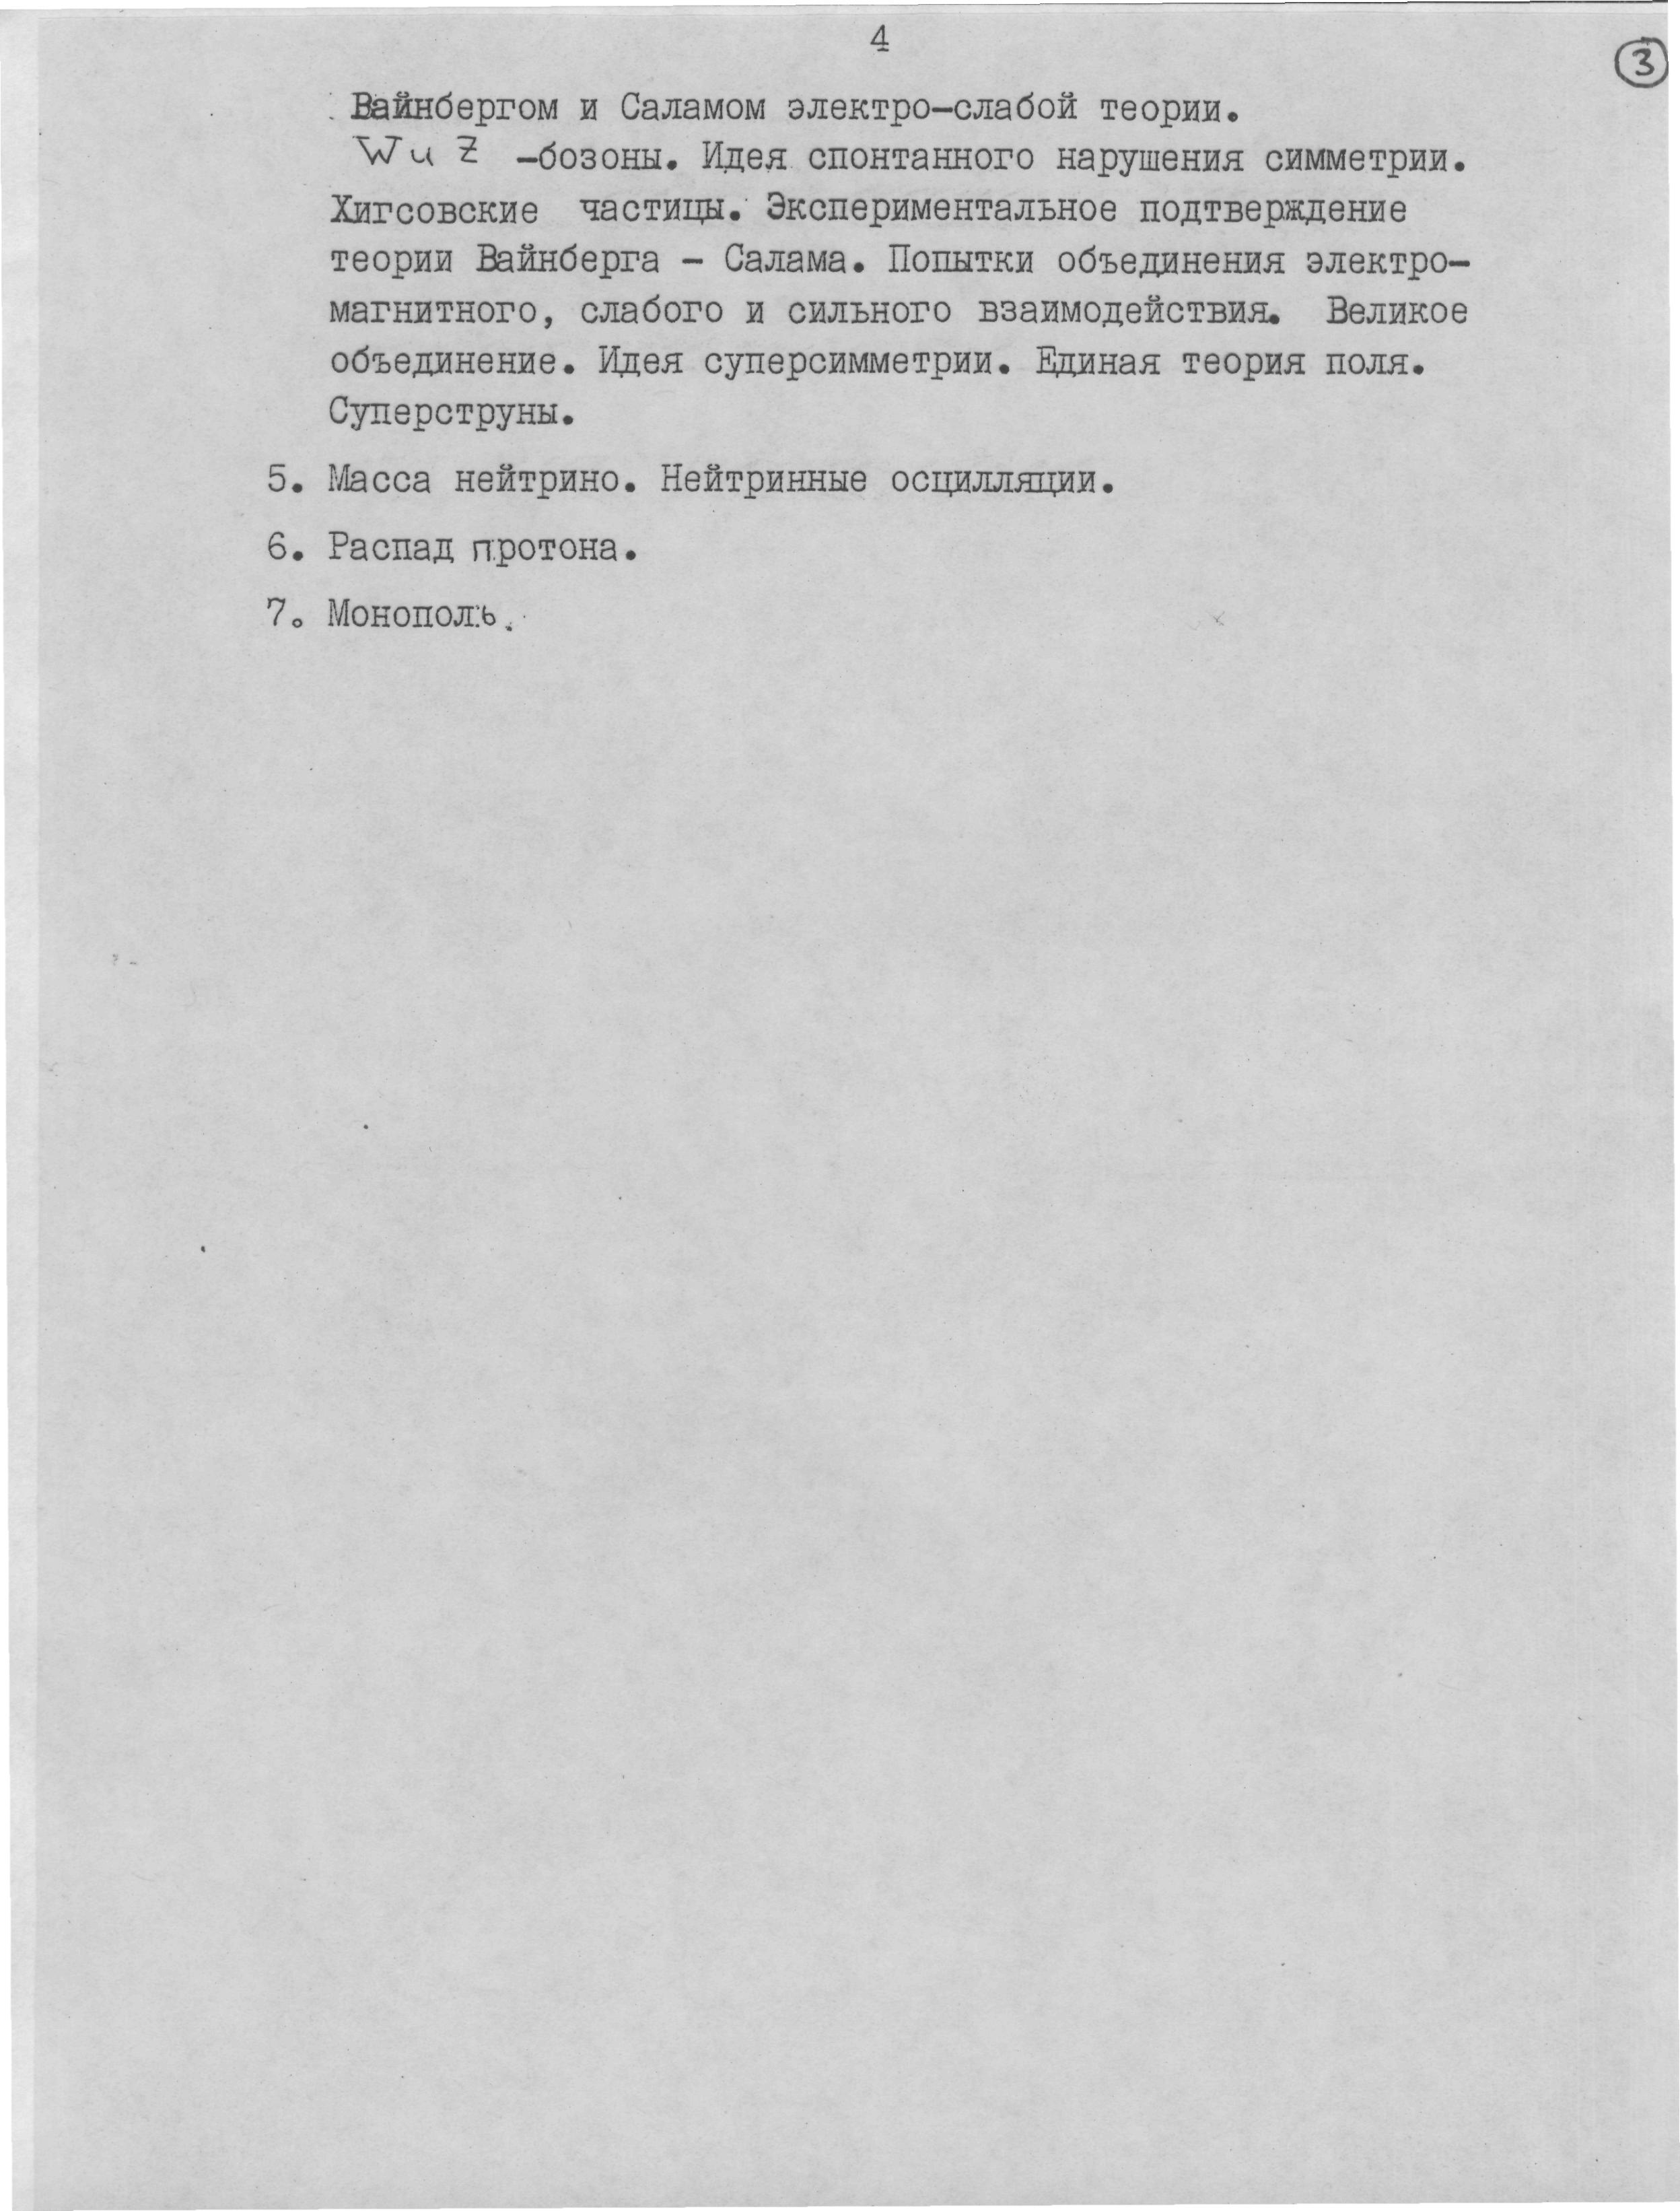 4
3
Вайнбергом и Саламом электро-слабой теории.
W и Z -бозоны. Идея спонтанного нарушения симметрии.
Хигсовские частицы. Экспериментальное подтверждение
теории Вайнберга - Салама. Попытки объединения электро-
магнитного, слабого и сильного взаимодействия. Великое
объединение. Идея суперсимметрии. Единая теория поля.
Суперструны.
5. Масса нейтрино. Нейтринные осцилляции.
6. Распад протона.
7. Монополь.